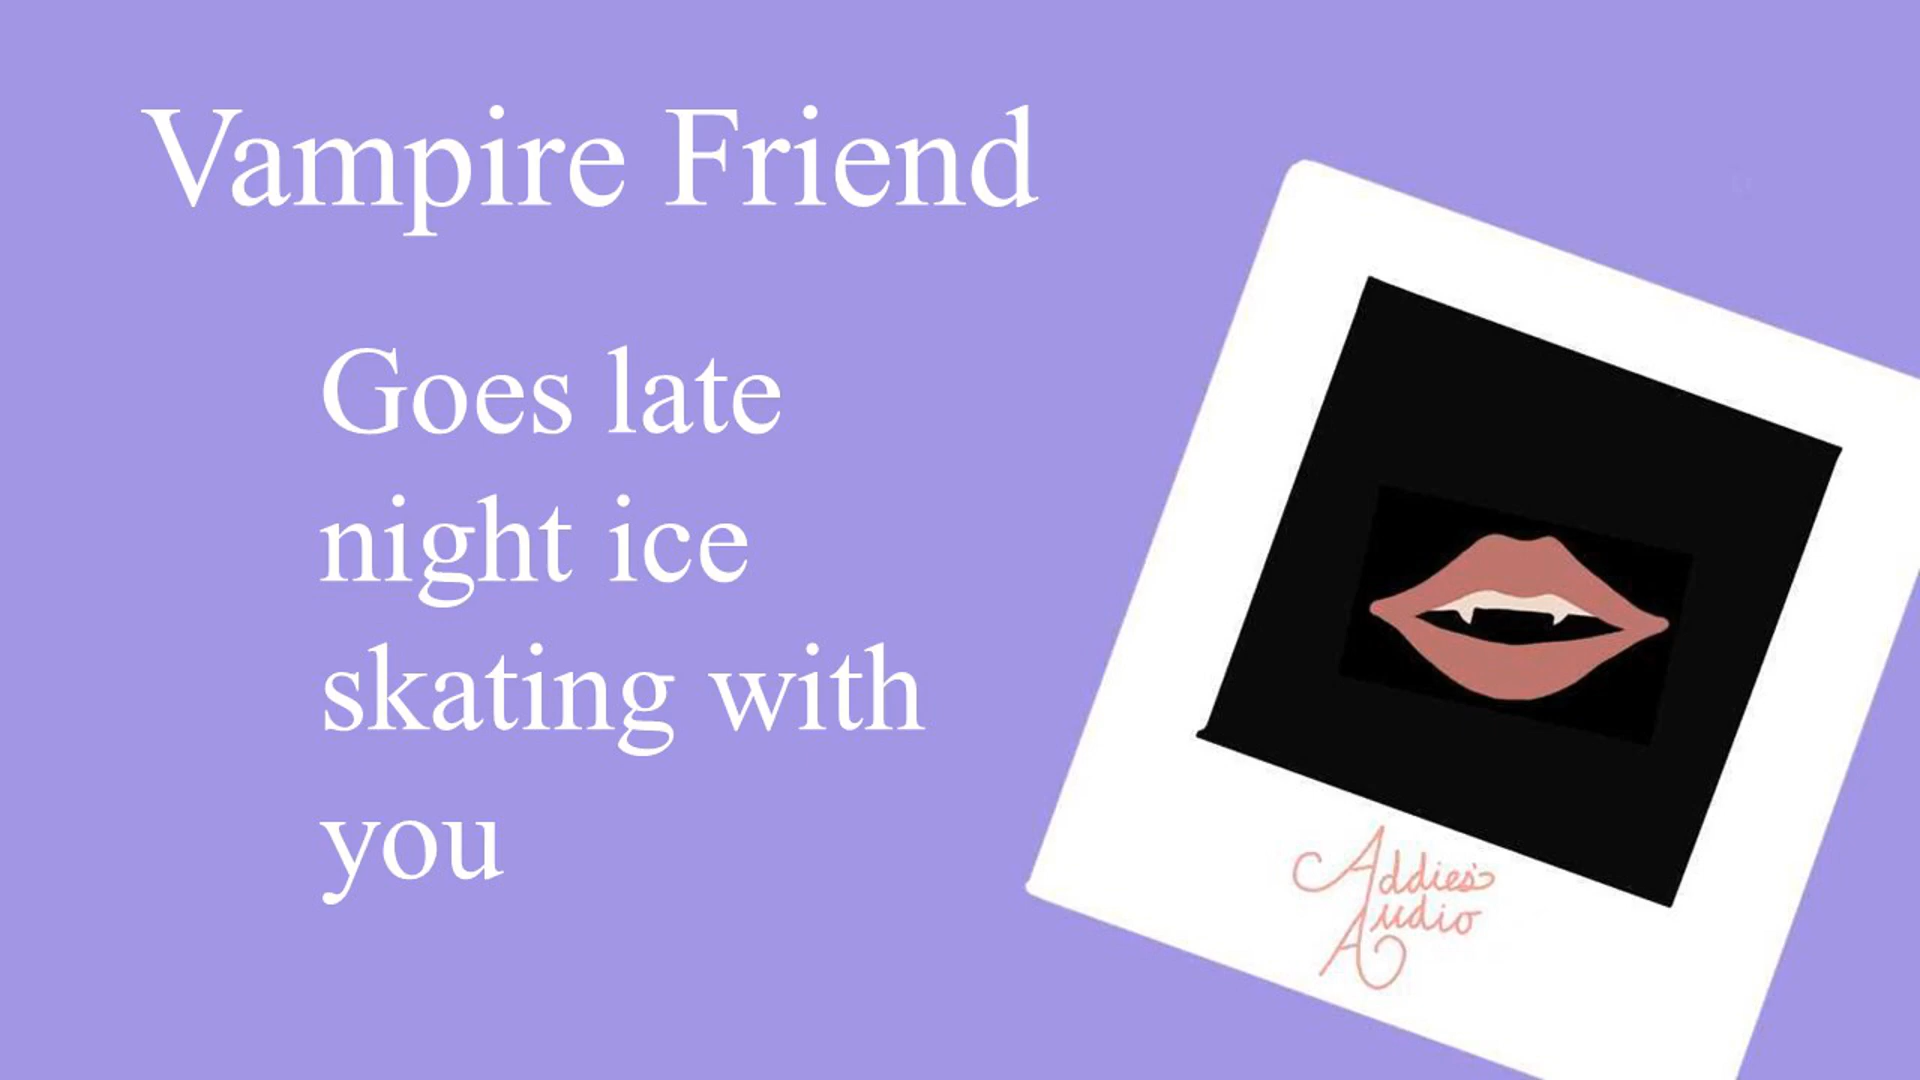 Vampire Friend
Goes late
night ice
skating with
you
Addie's
Audio